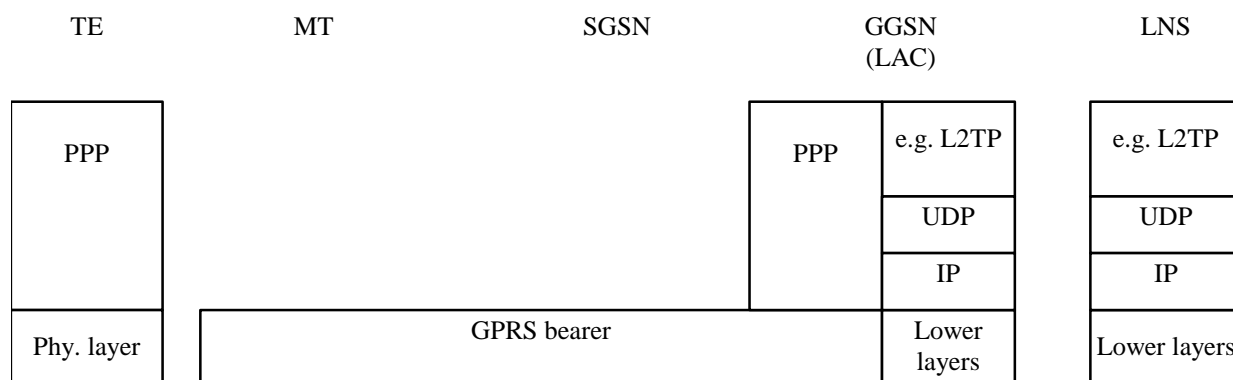 TE MT SGSN GGSN LNS
(LAC)
PPP PPP e.g. L2TP e.g. L2TP
UDP UDP
IP IP
Phy. layer GPRS bearer Lower layers Lower layers